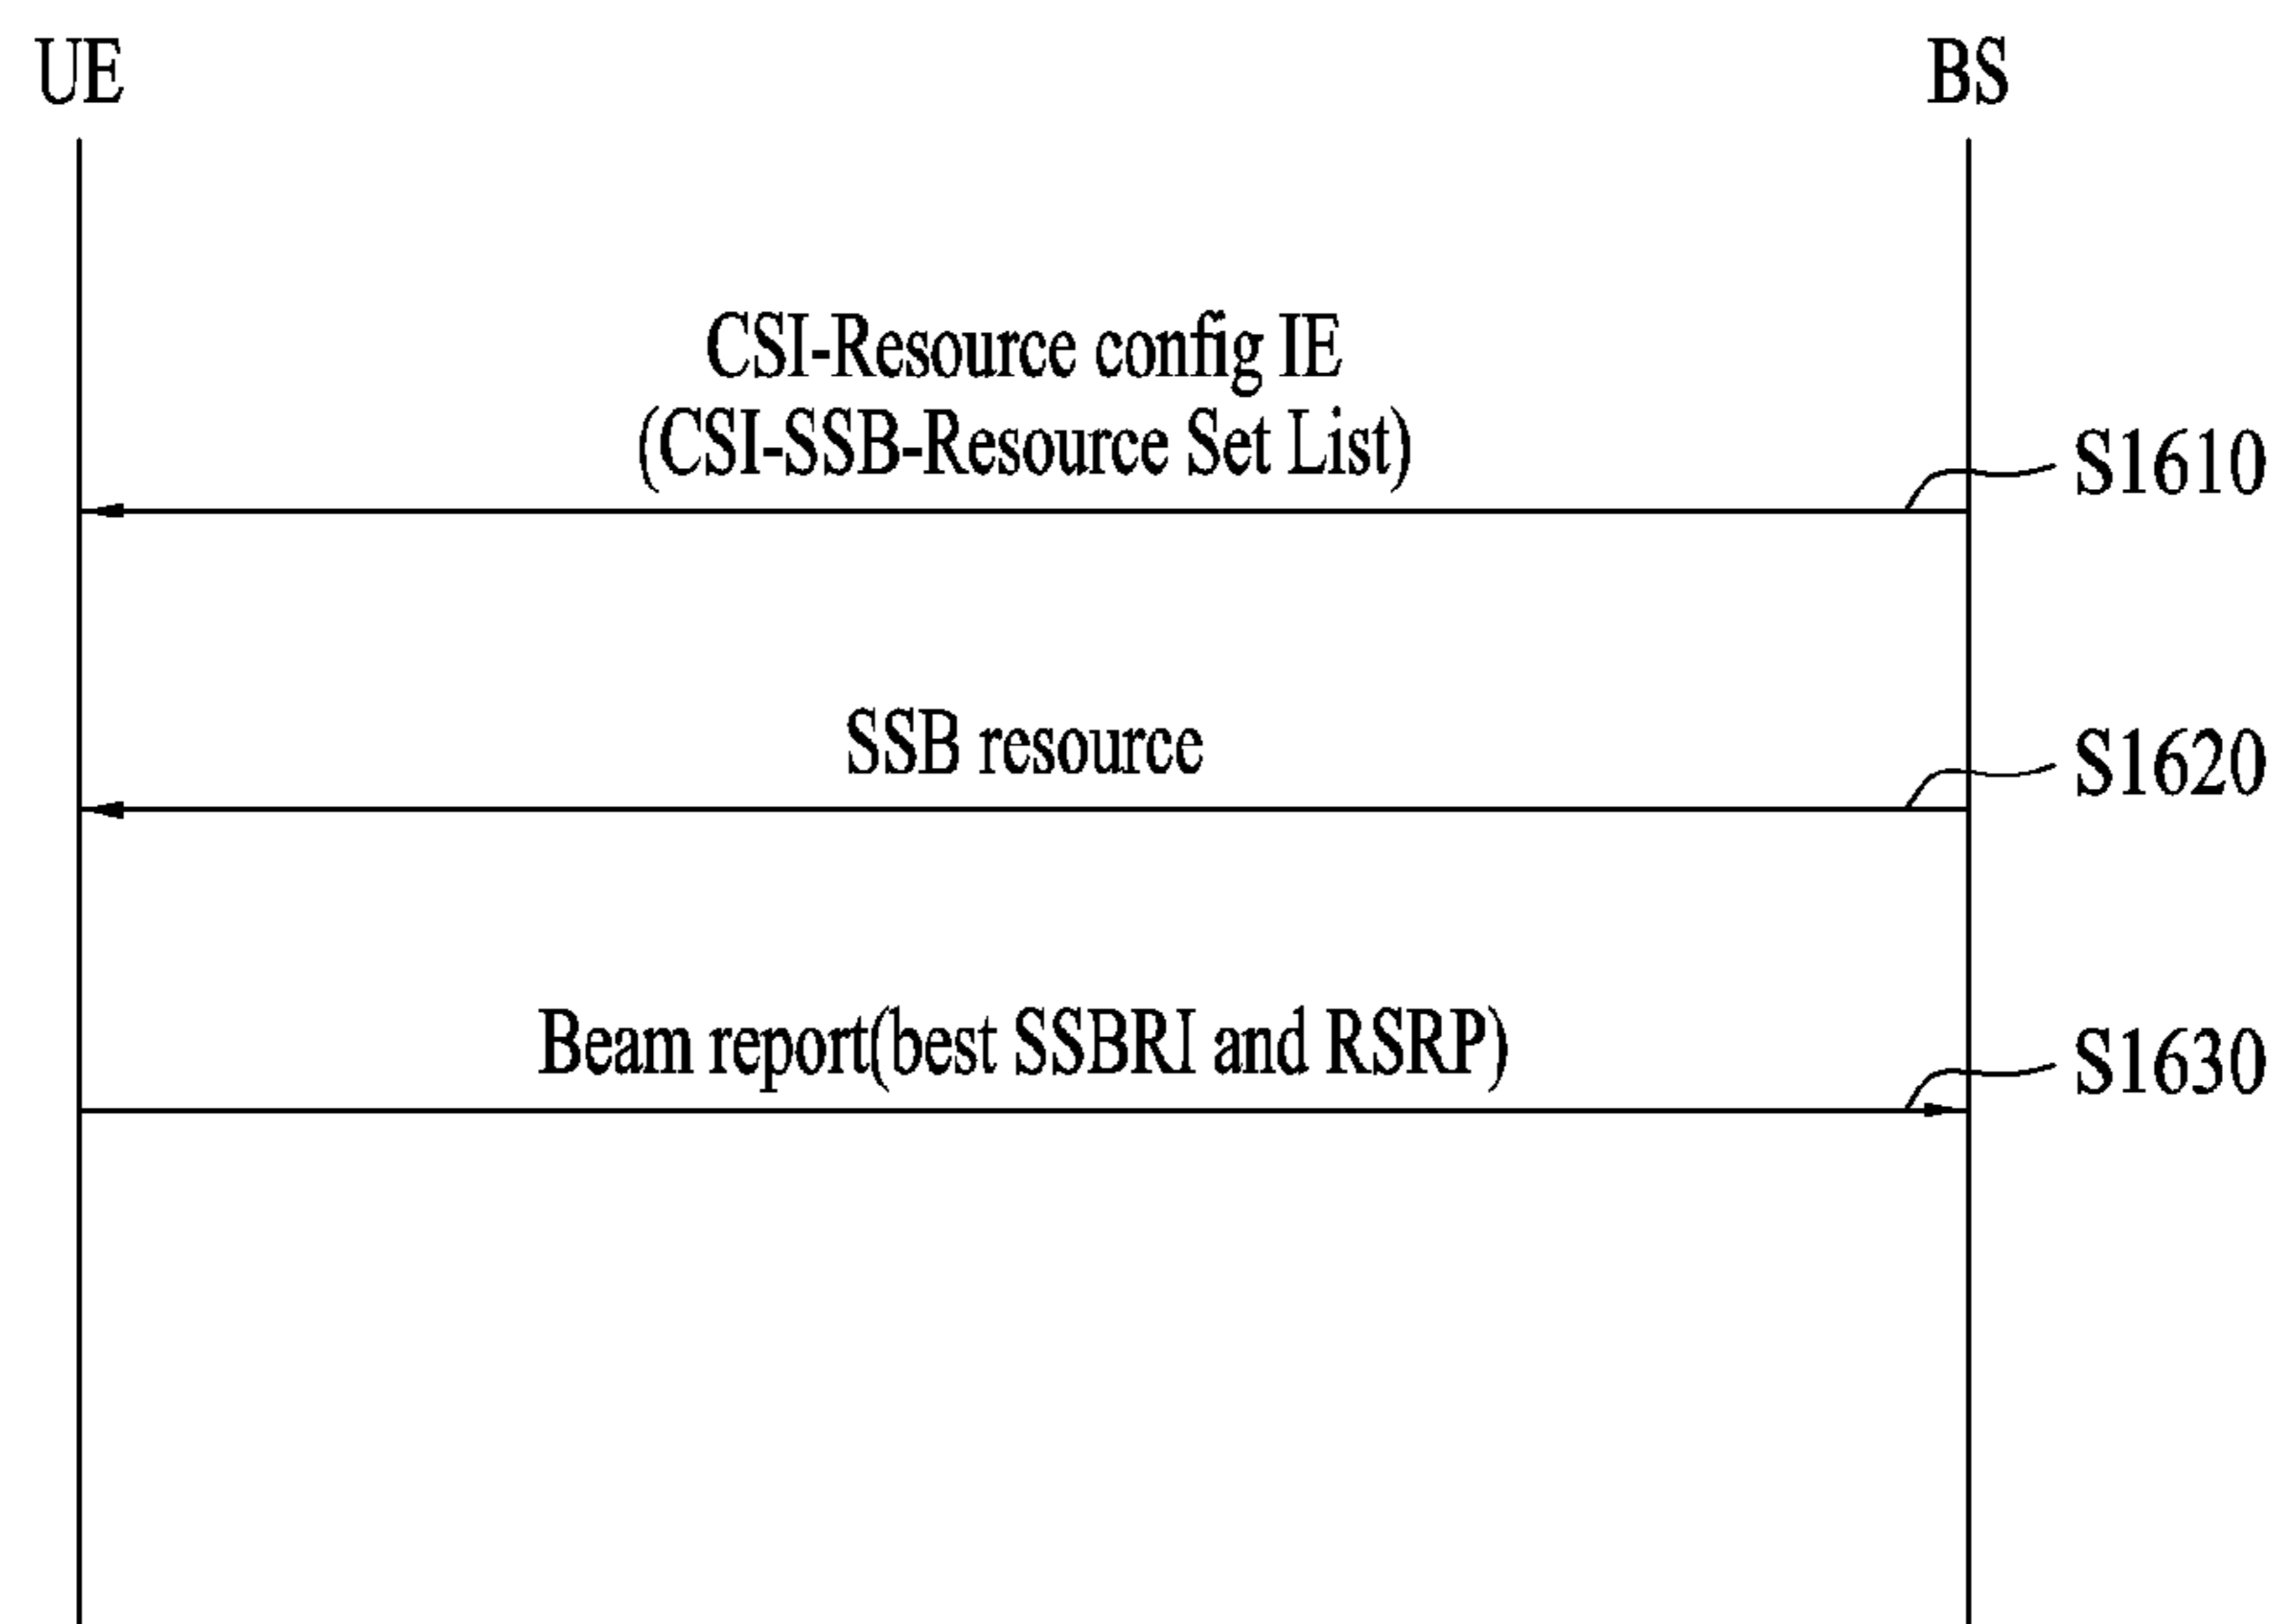 UE
BS
CSI-Resource config IE
(CSI-SSB-Resource Set List)
S1610
SSB resource
S1620
Beam report(best SSBRI and RSRP)
S1630